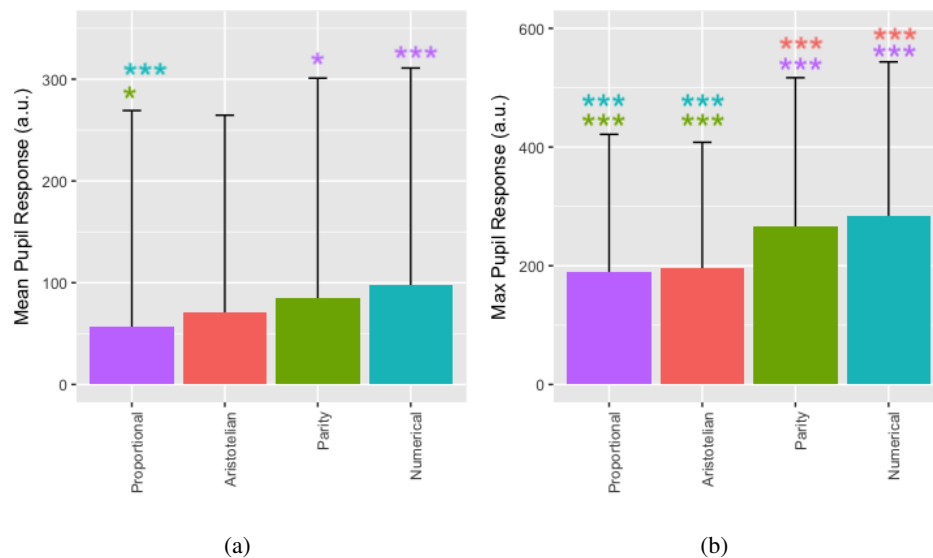 Mean Pupil Response (a.u.)
300
200
100
0
***
*
*
***
Proportional
Aristotelian
Parity
Numerical
(a)
Max Pupil Response (a.u.)
600
400
200
0
***
***
***
***
***
***
***
***
Proportional
Aristotelian
Parity
Numerical
(b)